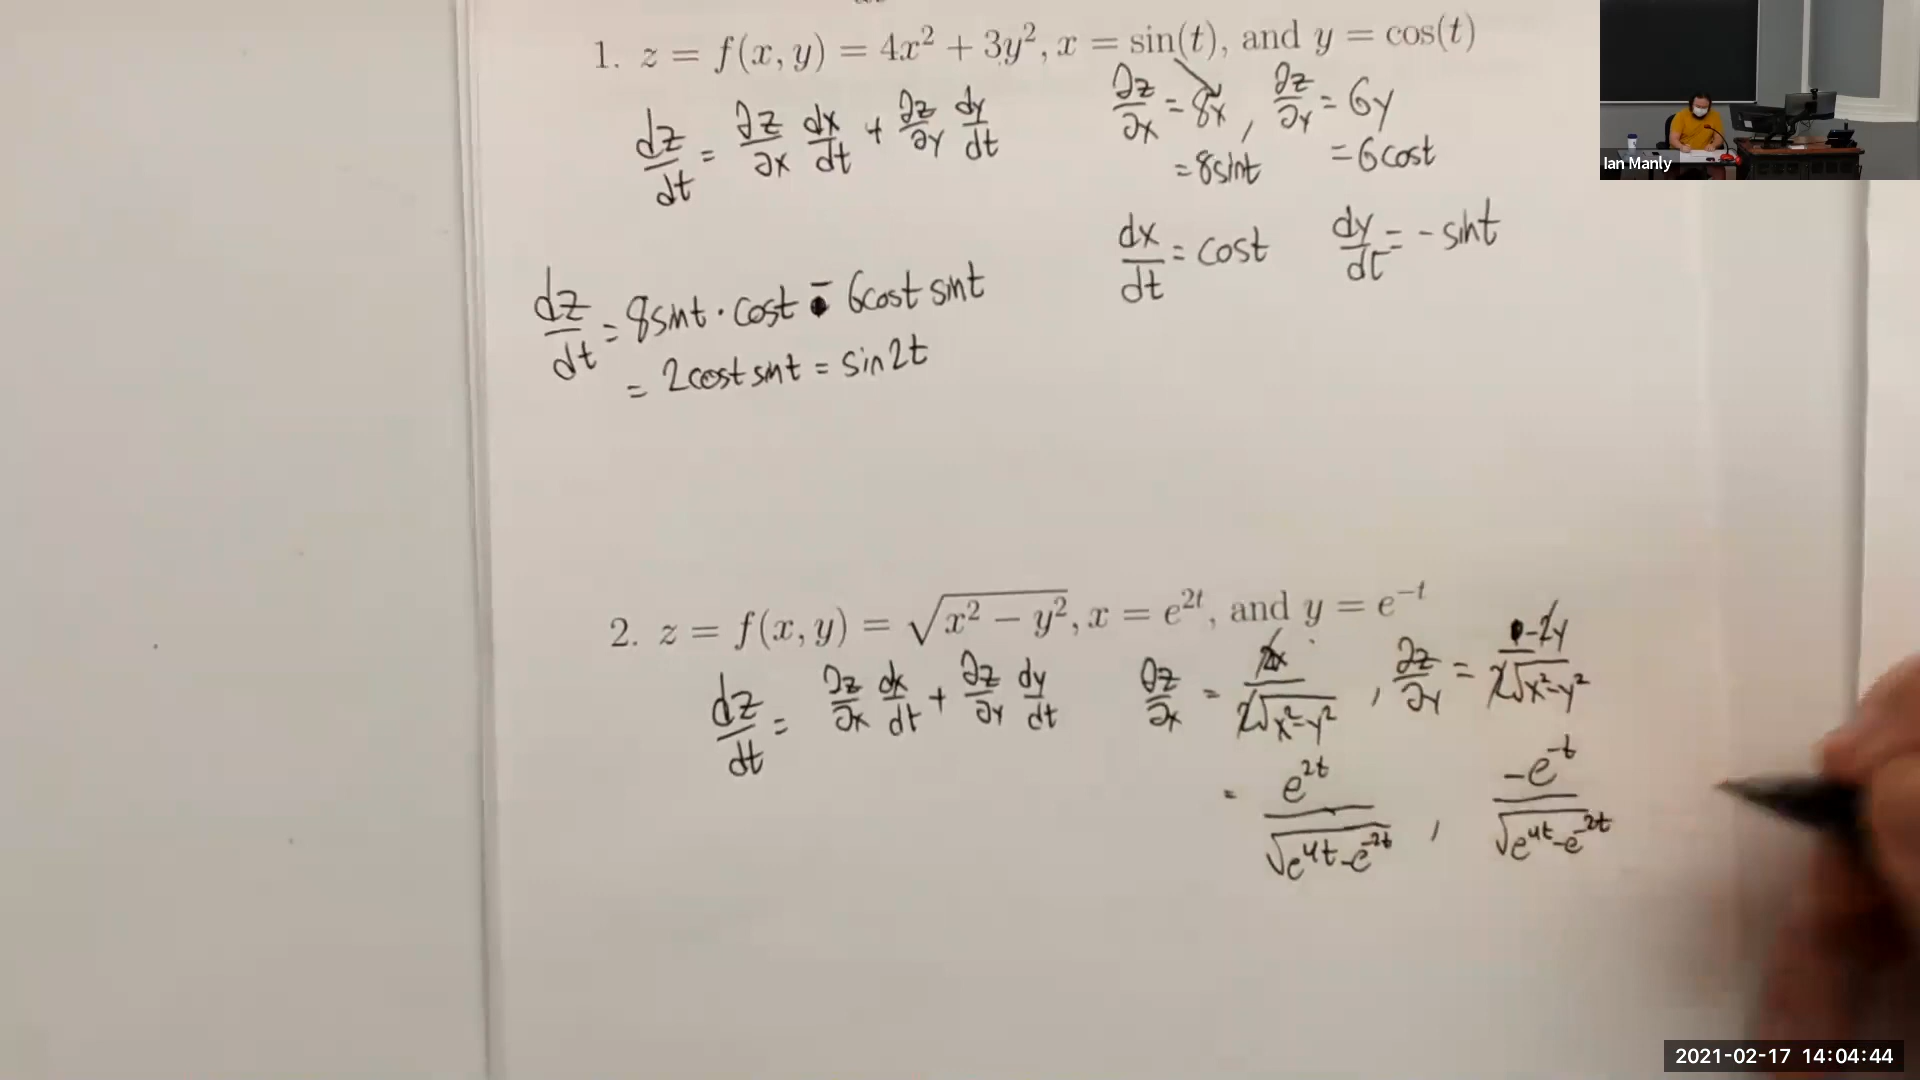 1. z = f(x, y) = 4x² + 3y², x = sin(t), and y = cos(t)
dz/dt = ∂z/∂x dx/dt + ∂z/∂y dy/dt
∂z/∂x = 8x, ∂z/∂y = 6y
= 8sint
= 6cost
dx/dt = cost
dy/dt = -sint
dz/dt = 8sint · cost - 6cost sint
= 2cost sint = sin2t
2. z = f(x, y) = √(x² − y²), x = e^{2t}, and y = e^{−t}
dz/dt = ∂z/∂x dx/dt + ∂z/∂y dy/dt
∂z/∂x = 2x/(2√(x²-y²)), ∂z/∂y = -2y/(2√(x²-y²))
= e^{2t}/√(e^{4t}-e^{-2t}), -e^{-t}/√(e^{4t}-e^{-2t})
Ian Manly
2021-02-17 14:04:44